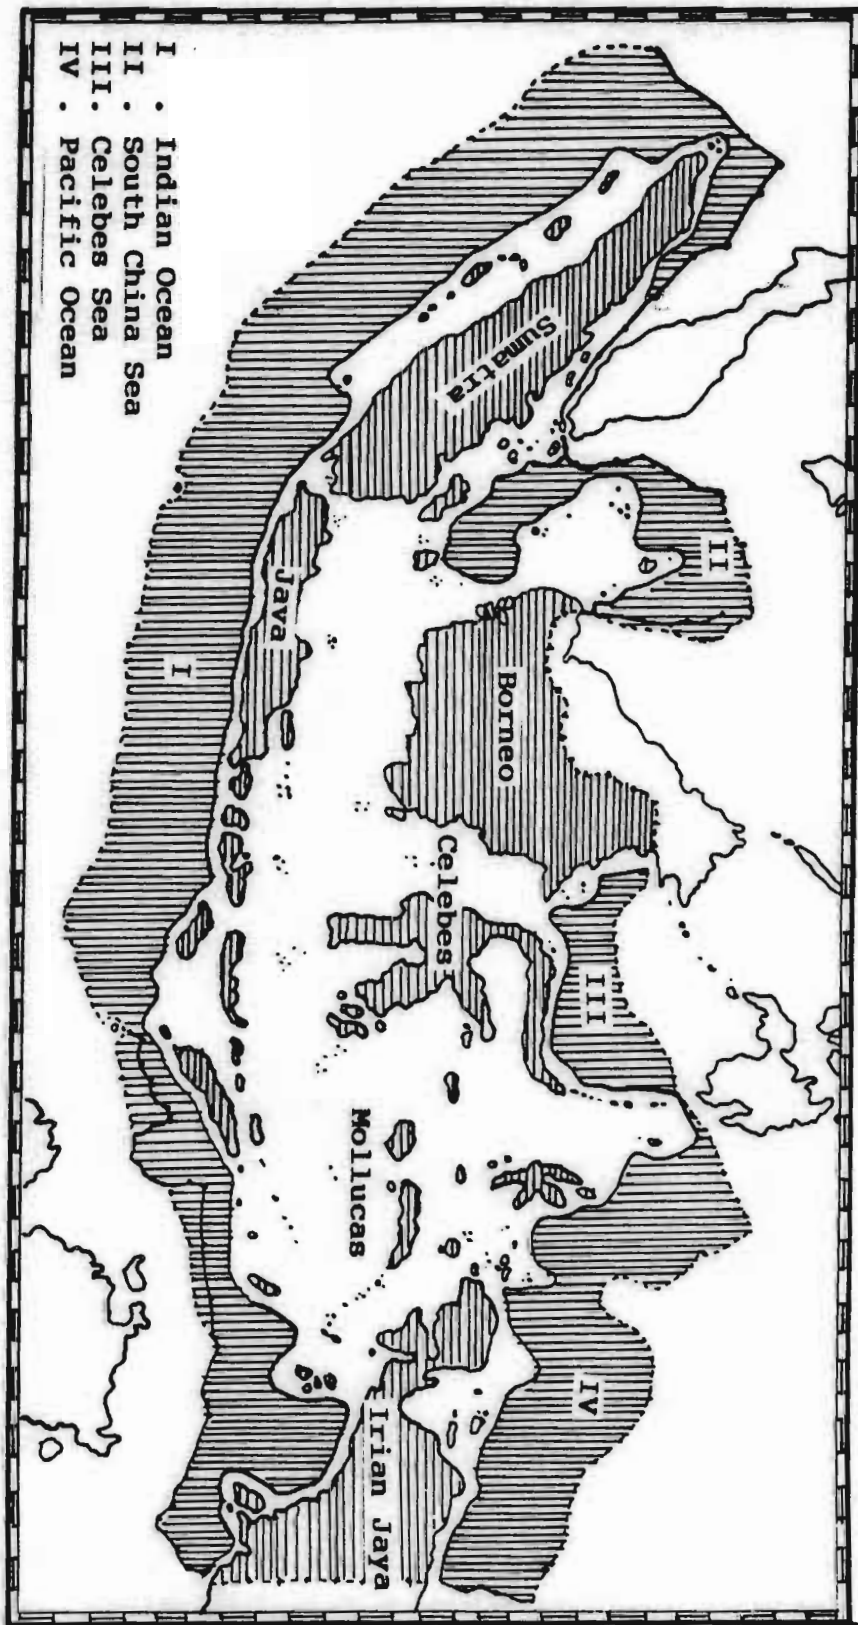 Sumatra
Java
Borneo
Celebes
Mollucas
Irian Jaya
I
II
III
IV
I . Indian Ocean
II . South China Sea
III. Celebes Sea
IV . Pacific Ocean